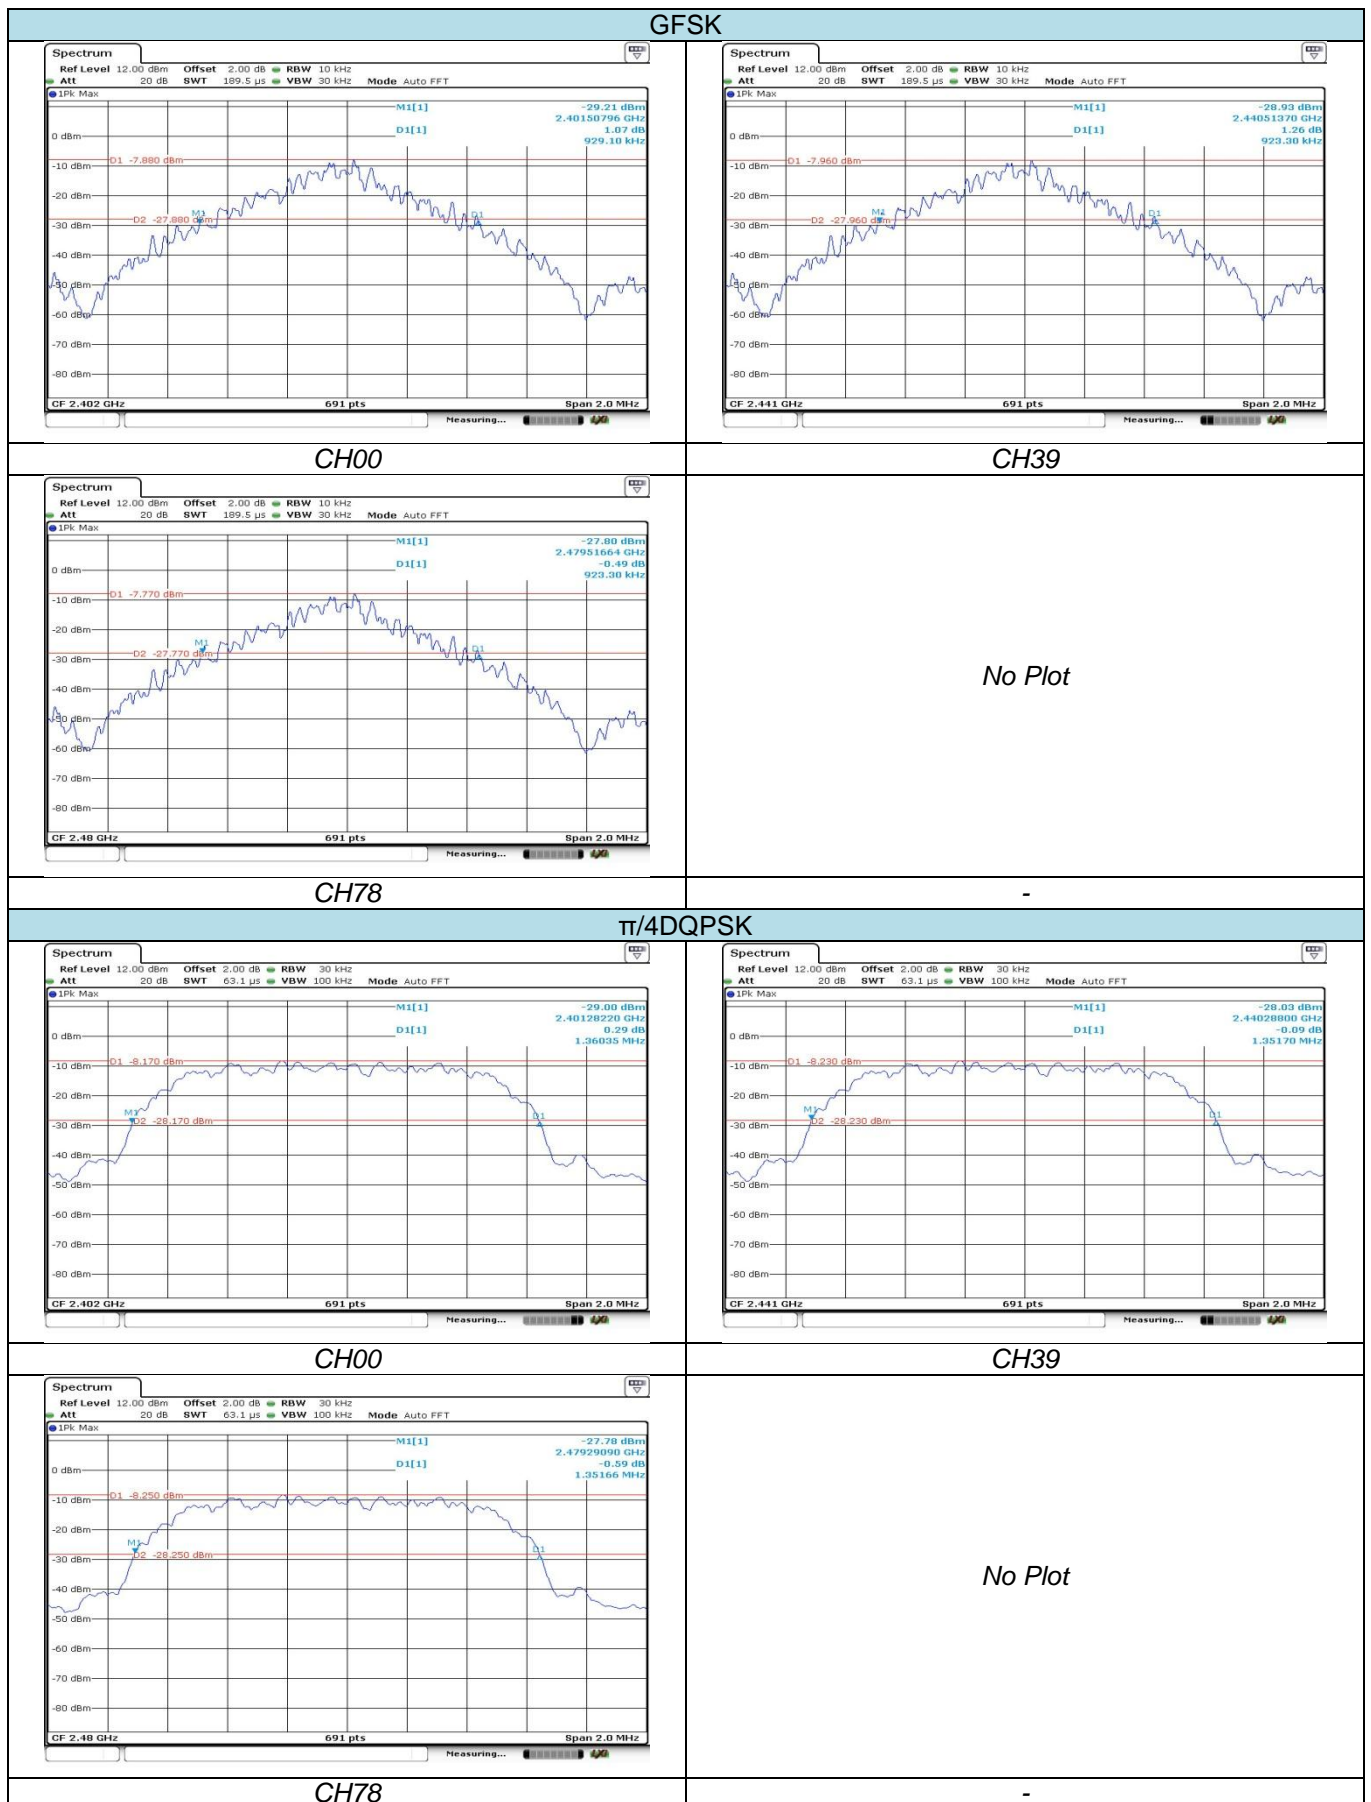 GFSK
Spectrum
Ref Level 12.00 dBm Offset 2.00 dB RBW 10 kHz
Att 20 dB SWT 189.5 µs VBW 30 kHz Mode Auto FFT
1Pk Max
M1[1] -29.21 dBm
2.40150796 GHz
D1[1] 1.07 dB
929.10 kHz
0 dBm
D1 -7.880 dBm
-10 dBm
-20 dBm
M1
D1
D2 -27.880 dBm
-30 dBm
-40 dBm
-50 dBm
-60 dBm
-70 dBm
-80 dBm
CF 2.402 GHz 691 pts Span 2.0 MHz
Measuring...
Spectrum
Ref Level 12.00 dBm Offset 2.00 dB RBW 10 kHz
Att 20 dB SWT 189.5 µs VBW 30 kHz Mode Auto FFT
1Pk Max
M1[1] -28.93 dBm
2.44051370 GHz
D1[1] 1.26 dB
923.30 kHz
0 dBm
D1 -7.960 dBm
-10 dBm
-20 dBm
M1
D1
D2 -27.960 dBm
-30 dBm
-40 dBm
-50 dBm
-60 dBm
-70 dBm
-80 dBm
CF 2.441 GHz 691 pts Span 2.0 MHz
Measuring...
CH00
CH39
Spectrum
Ref Level 12.00 dBm Offset 2.00 dB RBW 10 kHz
Att 20 dB SWT 189.5 µs VBW 30 kHz Mode Auto FFT
1Pk Max
M1[1] -27.80 dBm
2.47951664 GHz
D1[1] -0.49 dB
923.30 kHz
0 dBm
D1 -7.770 dBm
-10 dBm
-20 dBm
M1
D1
D2 -27.770 dBm
-30 dBm
-40 dBm
-50 dBm
-60 dBm
-70 dBm
-80 dBm
CF 2.48 GHz 691 pts Span 2.0 MHz
Measuring...
No Plot
CH78
-
π/4DQPSK
Spectrum
Ref Level 12.00 dBm Offset 2.00 dB RBW 30 kHz
Att 20 dB SWT 63.1 µs VBW 100 kHz Mode Auto FFT
1Pk Max
M1[1] -29.00 dBm
2.40128220 GHz
D1[1] 0.29 dB
1.36035 MHz
0 dBm
D1 -8.170 dBm
-10 dBm
-20 dBm
M1
D1
D2 -28.170 dBm
-30 dBm
-40 dBm
-50 dBm
-60 dBm
-70 dBm
-80 dBm
CF 2.402 GHz 691 pts Span 2.0 MHz
Measuring...
Spectrum
Ref Level 12.00 dBm Offset 2.00 dB RBW 30 kHz
Att 20 dB SWT 63.1 µs VBW 100 kHz Mode Auto FFT
1Pk Max
M1[1] -28.03 dBm
2.44028800 GHz
D1[1] -0.09 dB
1.35170 MHz
0 dBm
D1 -8.230 dBm
-10 dBm
-20 dBm
M1
D1
D2 -28.230 dBm
-30 dBm
-40 dBm
-50 dBm
-60 dBm
-70 dBm
-80 dBm
CF 2.441 GHz 691 pts Span 2.0 MHz
Measuring...
CH00
CH39
Spectrum
Ref Level 12.00 dBm Offset 2.00 dB RBW 30 kHz
Att 20 dB SWT 63.1 µs VBW 100 kHz Mode Auto FFT
1Pk Max
M1[1] -27.78 dBm
2.47929090 GHz
D1[1] -0.59 dB
1.35166 MHz
0 dBm
D1 -8.250 dBm
-10 dBm
-20 dBm
M1
D1
D2 -28.250 dBm
-30 dBm
-40 dBm
-50 dBm
-60 dBm
-70 dBm
-80 dBm
CF 2.48 GHz 691 pts Span 2.0 MHz
Measuring...
No Plot
CH78
-